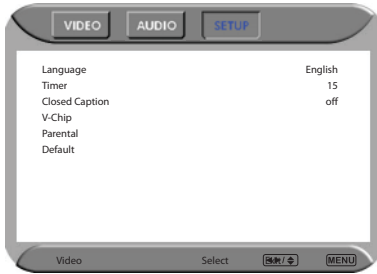 VIDEO AUDIO SETUP
Language English
Timer 15
Closed Caption off
V-Chip
Parental
Default
Video Select MENU